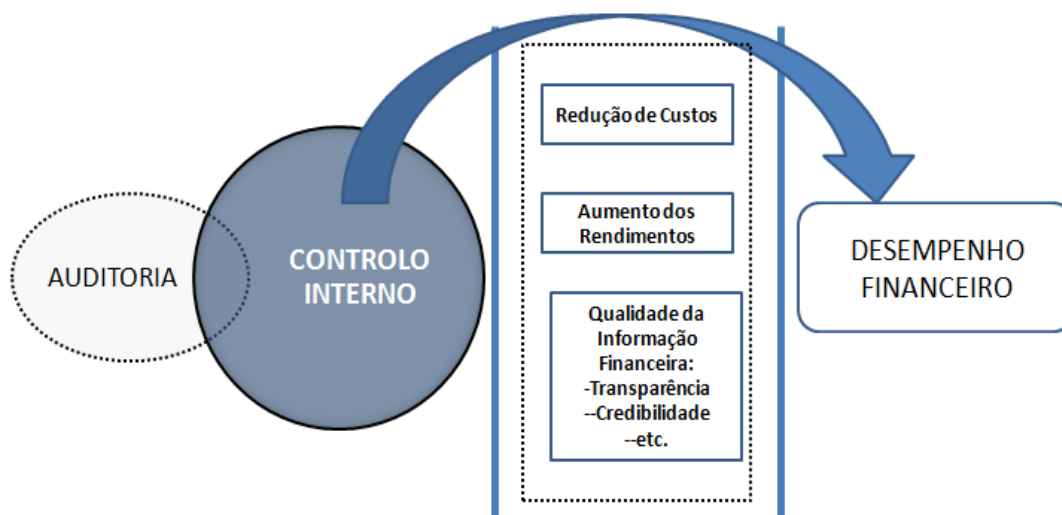 AUDITORIA
CONTROLO
INTERNO
Redução de Custos
Aumento dos
Rendimentos
Qualidade da
Informação
Financeira:
-Transparência
--Credibilidade
--etc.
DESEMPENHO
FINANCEIRO